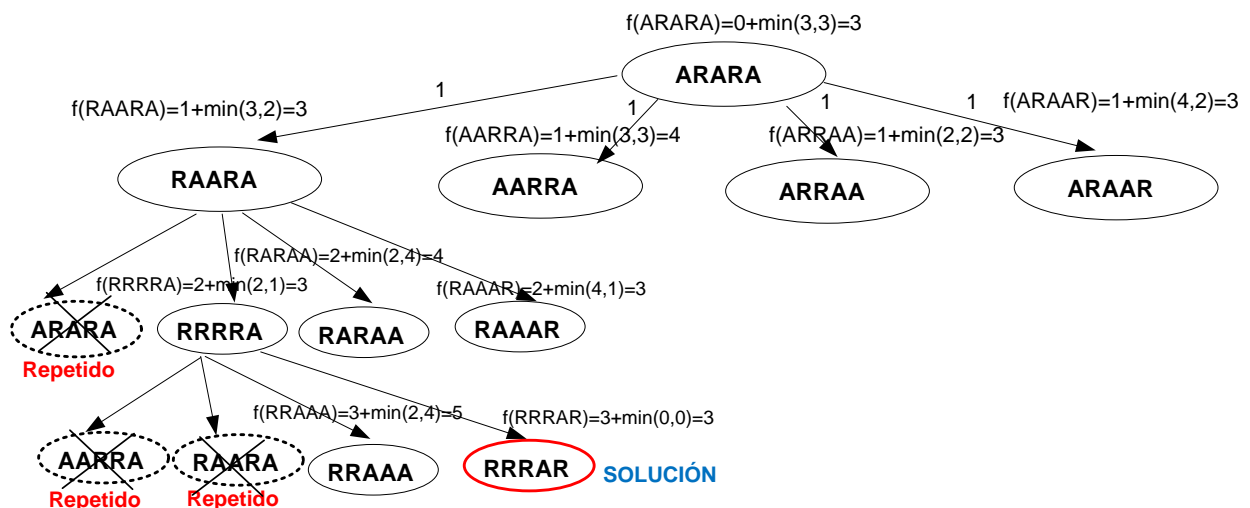 f(ARARA)=0+min(3,3)=3
ARARA
1
1
1
1
f(RAARA)=1+min(3,2)=3
f(AARRA)=1+min(3,3)=4
f(ARRAA)=1+min(2,2)=3
f(ARAAR)=1+min(4,2)=3
RAARA
AARRA
ARRAA
ARAAR
f(RARAA)=2+min(2,4)=4
f(RRRRA)=2+min(2,1)=3
f(RAAAR)=2+min(4,1)=3
ARARA
RRRRA
RARAA
RAAAR
Repetido
f(RRAAA)=3+min(2,4)=5
f(RRRAR)=3+min(0,0)=3
AARRA
RAARA
RRAAA
RRRAR
SOLUCIÓN
Repetido
Repetido